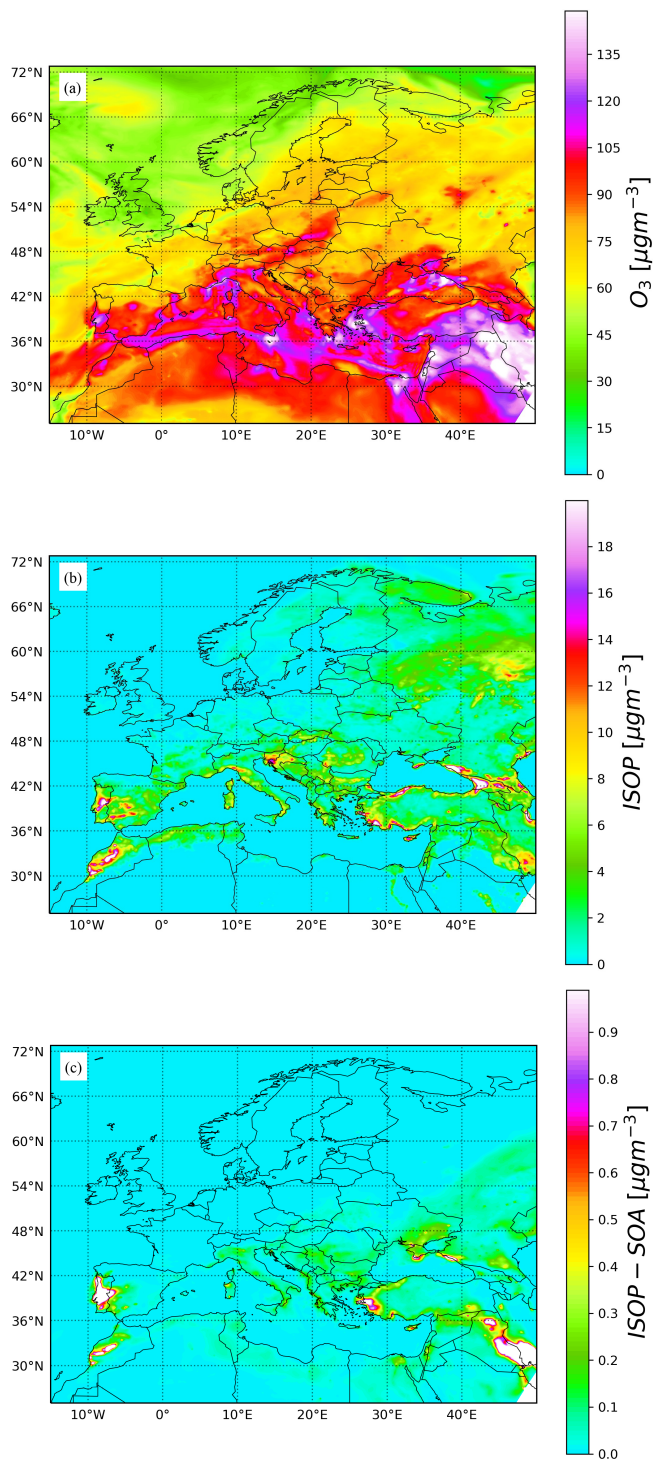 (a)
72°N
66°N
60°N
54°N
48°N
42°N
36°N
30°N
10°W 0° 10°E 20°E 30°E 40°E
135
120
105
90
75
60
45
30
15
0
O₃ [μgm⁻³]
(b)
72°N
66°N
60°N
54°N
48°N
42°N
36°N
30°N
10°W 0° 10°E 20°E 30°E 40°E
18
16
14
12
10
8
6
4
2
0
ISOP [μgm⁻³]
(c)
72°N
66°N
60°N
54°N
48°N
42°N
36°N
30°N
10°W 0° 10°E 20°E 30°E 40°E
0.9
0.8
0.7
0.6
0.5
0.4
0.3
0.2
0.1
0.0
ISOP − SOA [μgm⁻³]